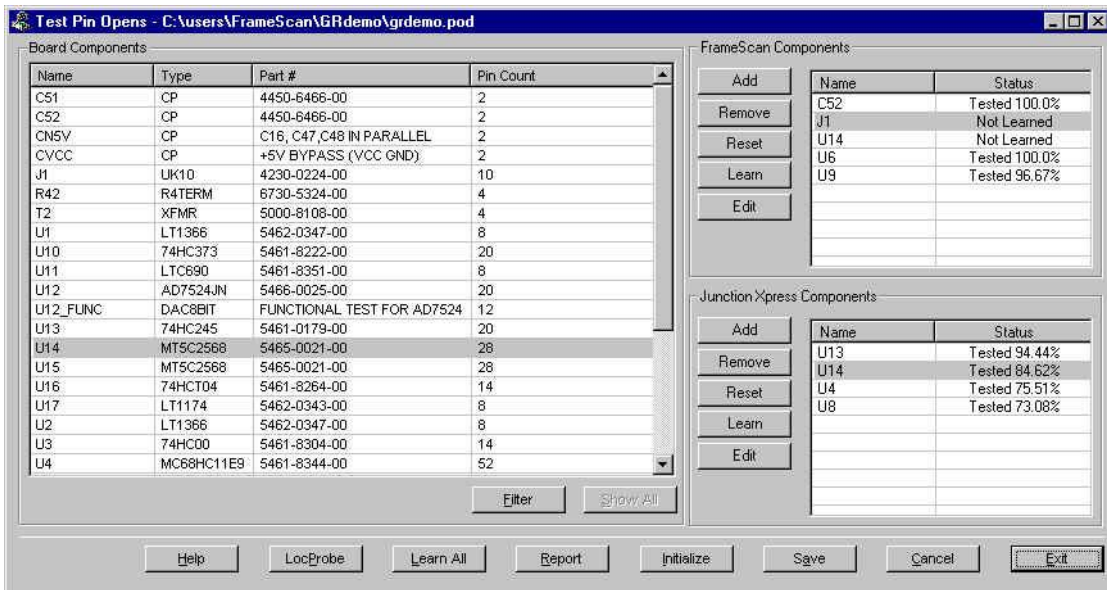 Test Pin Opens - C:\users\FrameScan\GRdemo\grdemo.pod
Board Components
Name Type Part # Pin Count
C51 CP 4450-6466-00 2
C52 CP 4450-6466-00 2
CN5V CP C16, C47,C48 IN PARALLEL 2
CVCC CP +5V BYPASS (VCC GND) 2
J1 UK10 4230-0224-00 10
R42 R4TERM 6730-5324-00 4
T2 XFMR 5000-8108-00 4
U1 LT1366 5462-0347-00 8
U10 74HC373 5461-8222-00 20
U11 LTC690 5461-8351-00 8
U12 AD7524JN 5466-0025-00 20
U12_FUNC DAC8BIT FUNCTIONAL TEST FOR AD7524 12
U13 74HC245 5461-0179-00 20
U14 MT5C2568 5465-0021-00 28
U15 MT5C2568 5465-0021-00 28
U16 74HCT04 5461-8264-00 14
U17 LT1174 5462-0343-00 8
U2 LT1366 5462-0347-00 8
U3 74HC00 5461-8304-00 14
U4 MC68HC11E9 5461-8344-00 52
Filter Show All
FrameScan Components
Add
Remove
Reset
Learn
Edit
Name Status
C52 Tested 100.0%
J1 Not Learned
U14 Not Learned
U6 Tested 100.0%
U9 Tested 96.67%
Junction Xpress Components
Add
Remove
Reset
Learn
Edit
Name Status
U13 Tested 94.44%
U14 Tested 84.62%
U4 Tested 75.51%
U8 Tested 73.08%
Help LocProbe Learn All Report Initialize Save Cancel Exit